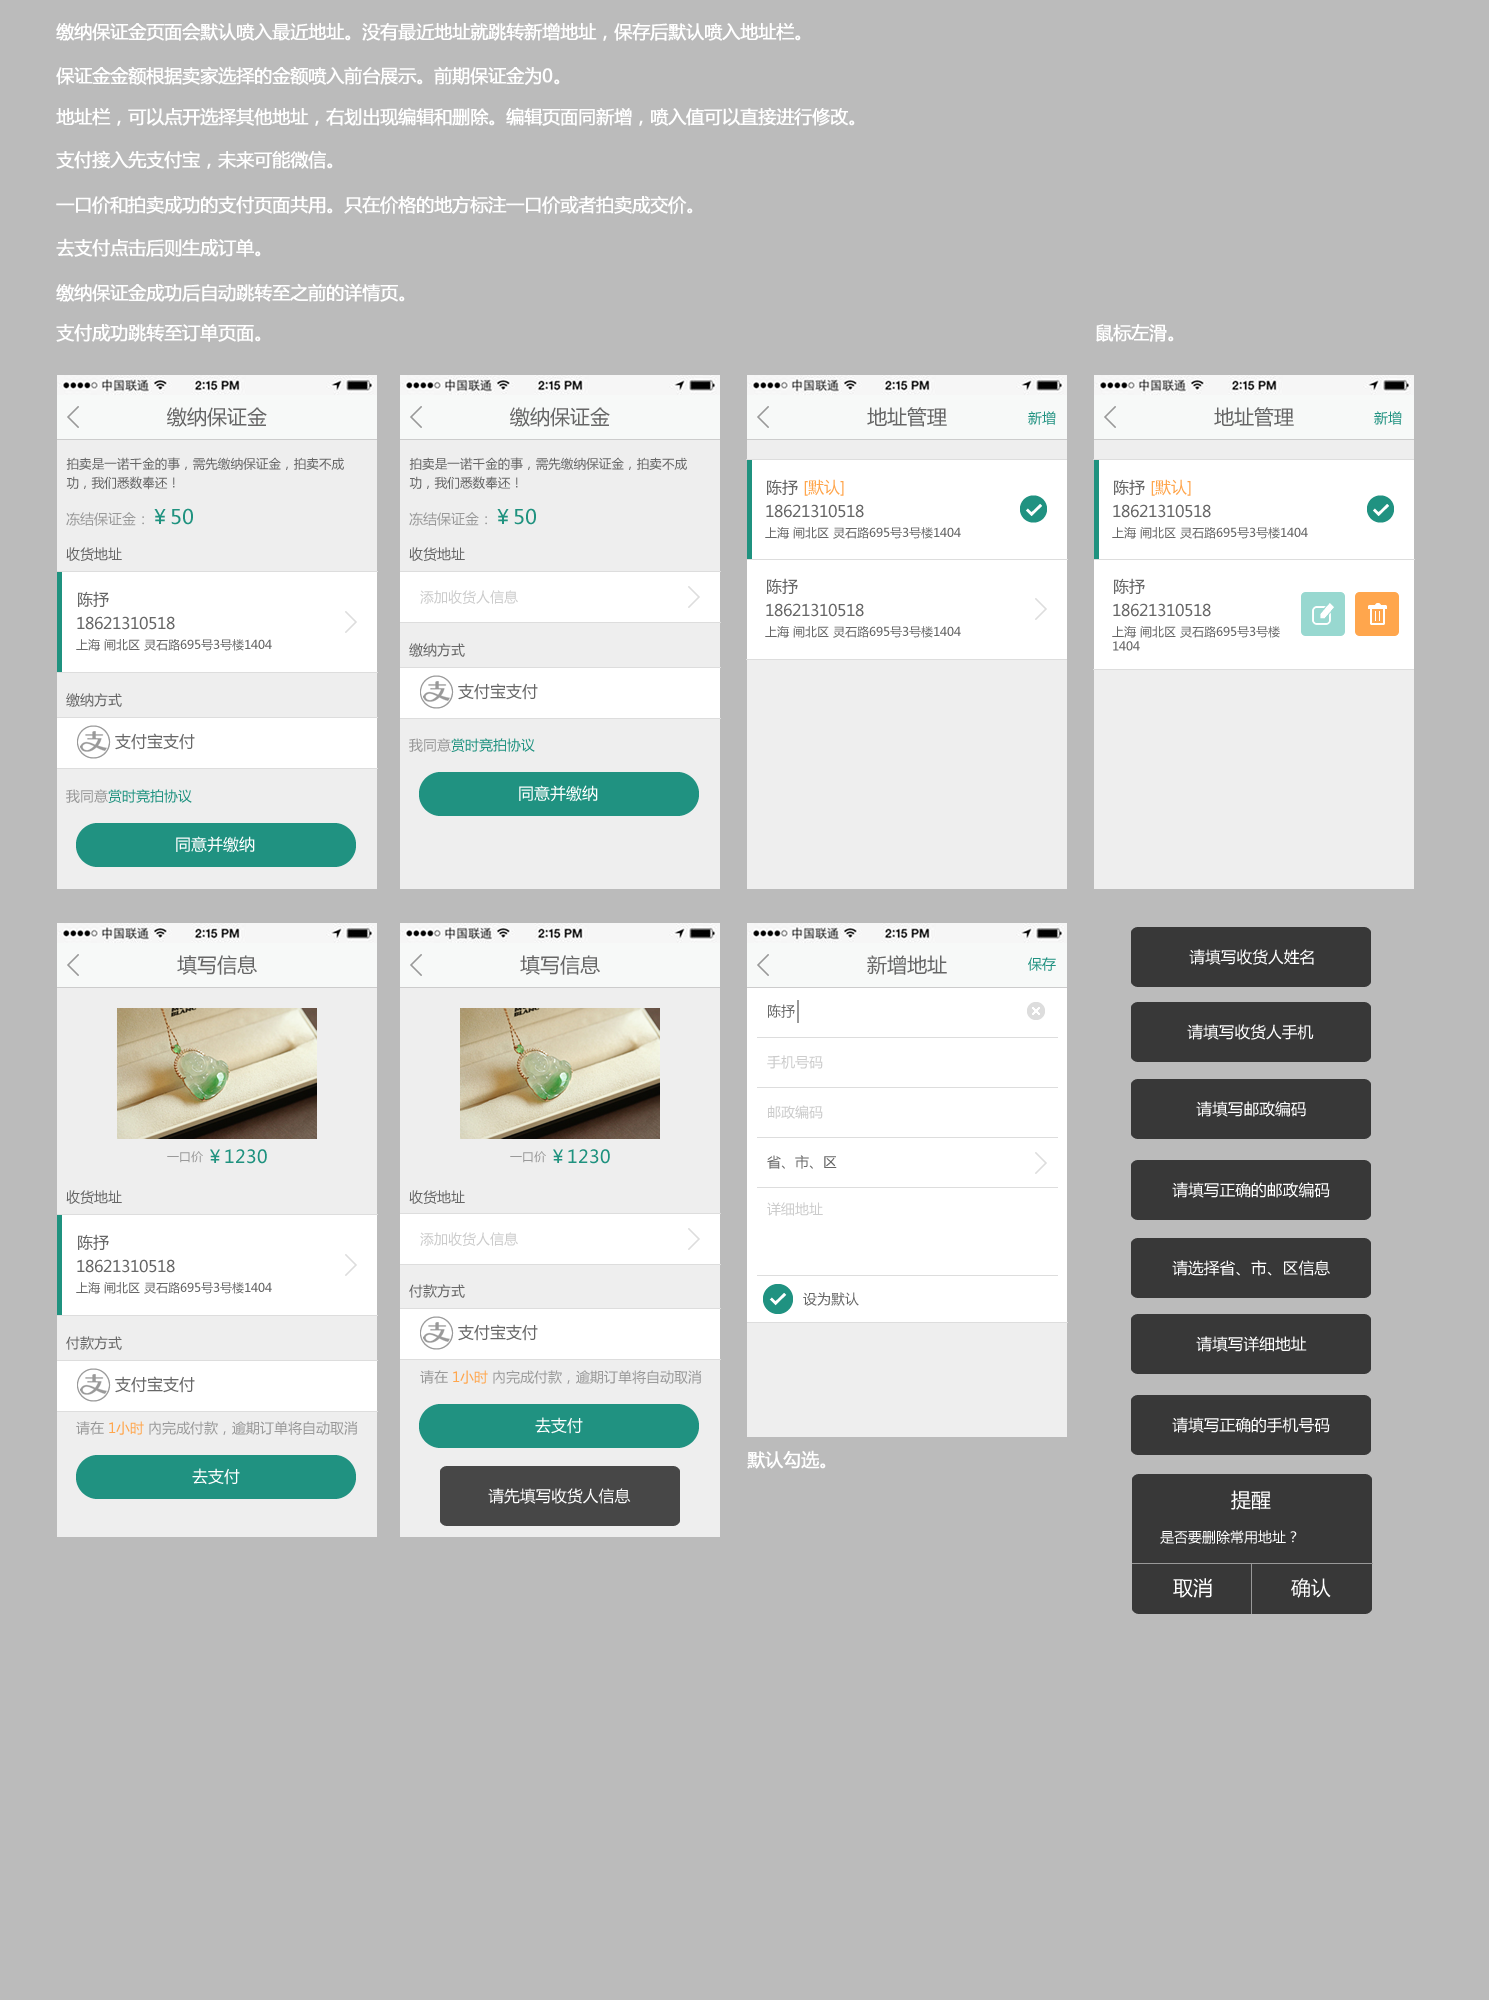 缴纳保证金页面会默认喷入最近地址。没有最近地址就跳转新增地址，保存后默认喷入地址栏。
保证金金额根据卖家选择的金额喷入前台展示。前期保证金为0。
地址栏，可以点开选择其他地址，右划出现编辑和删除。编辑页面同新增，喷入值可以直接进行修改。
支付接入先支付宝，未来可能微信。
一口价和拍卖成功的支付页面共用。只在价格的地方标注一口价或者拍卖成交价。
去支付点击后则生成订单。
缴纳保证金成功后自动跳转至之前的详情页。
支付成功跳转至订单页面。
鼠标左滑。
中国联通 2:15 PM
缴纳保证金
拍卖是一诺千金的事，需先缴纳保证金，拍卖不成
功，我们悉数奉还！
冻结保证金： ¥ 50
收货地址
陈抒
18621310518
上海 闸北区 灵石路695号3号楼1404
缴纳方式
支付宝支付
我同意赏时竞拍协议
同意并缴纳
中国联通 2:15 PM
缴纳保证金
拍卖是一诺千金的事，需先缴纳保证金，拍卖不成
功，我们悉数奉还！
冻结保证金： ¥ 50
收货地址
添加收货人信息
缴纳方式
支付宝支付
我同意赏时竞拍协议
同意并缴纳
中国联通 2:15 PM
地址管理 新增
陈抒 [默认]
18621310518
上海 闸北区 灵石路695号3号楼1404
陈抒
18621310518
上海 闸北区 灵石路695号3号楼1404
中国联通 2:15 PM
地址管理 新增
陈抒 [默认]
18621310518
上海 闸北区 灵石路695号3号楼1404
陈抒
18621310518
上海 闸北区 灵石路695号3号楼
1404
中国联通 2:15 PM
填写信息
一口价 ¥ 1230
收货地址
陈抒
18621310518
上海 闸北区 灵石路695号3号楼1404
付款方式
支付宝支付
请在 1小时 内完成付款，逾期订单将自动取消
去支付
中国联通 2:15 PM
填写信息
一口价 ¥ 1230
收货地址
添加收货人信息
付款方式
支付宝支付
请在 1小时 内完成付款，逾期订单将自动取消
去支付
请先填写收货人信息
中国联通 2:15 PM
新增地址 保存
陈抒
手机号码
邮政编码
省、市、区
详细地址
设为默认
默认勾选。
请填写收货人姓名
请填写收货人手机
请填写邮政编码
请填写正确的邮政编码
请选择省、市、区信息
请填写详细地址
请填写正确的手机号码
提醒
是否要删除常用地址？
取消 确认